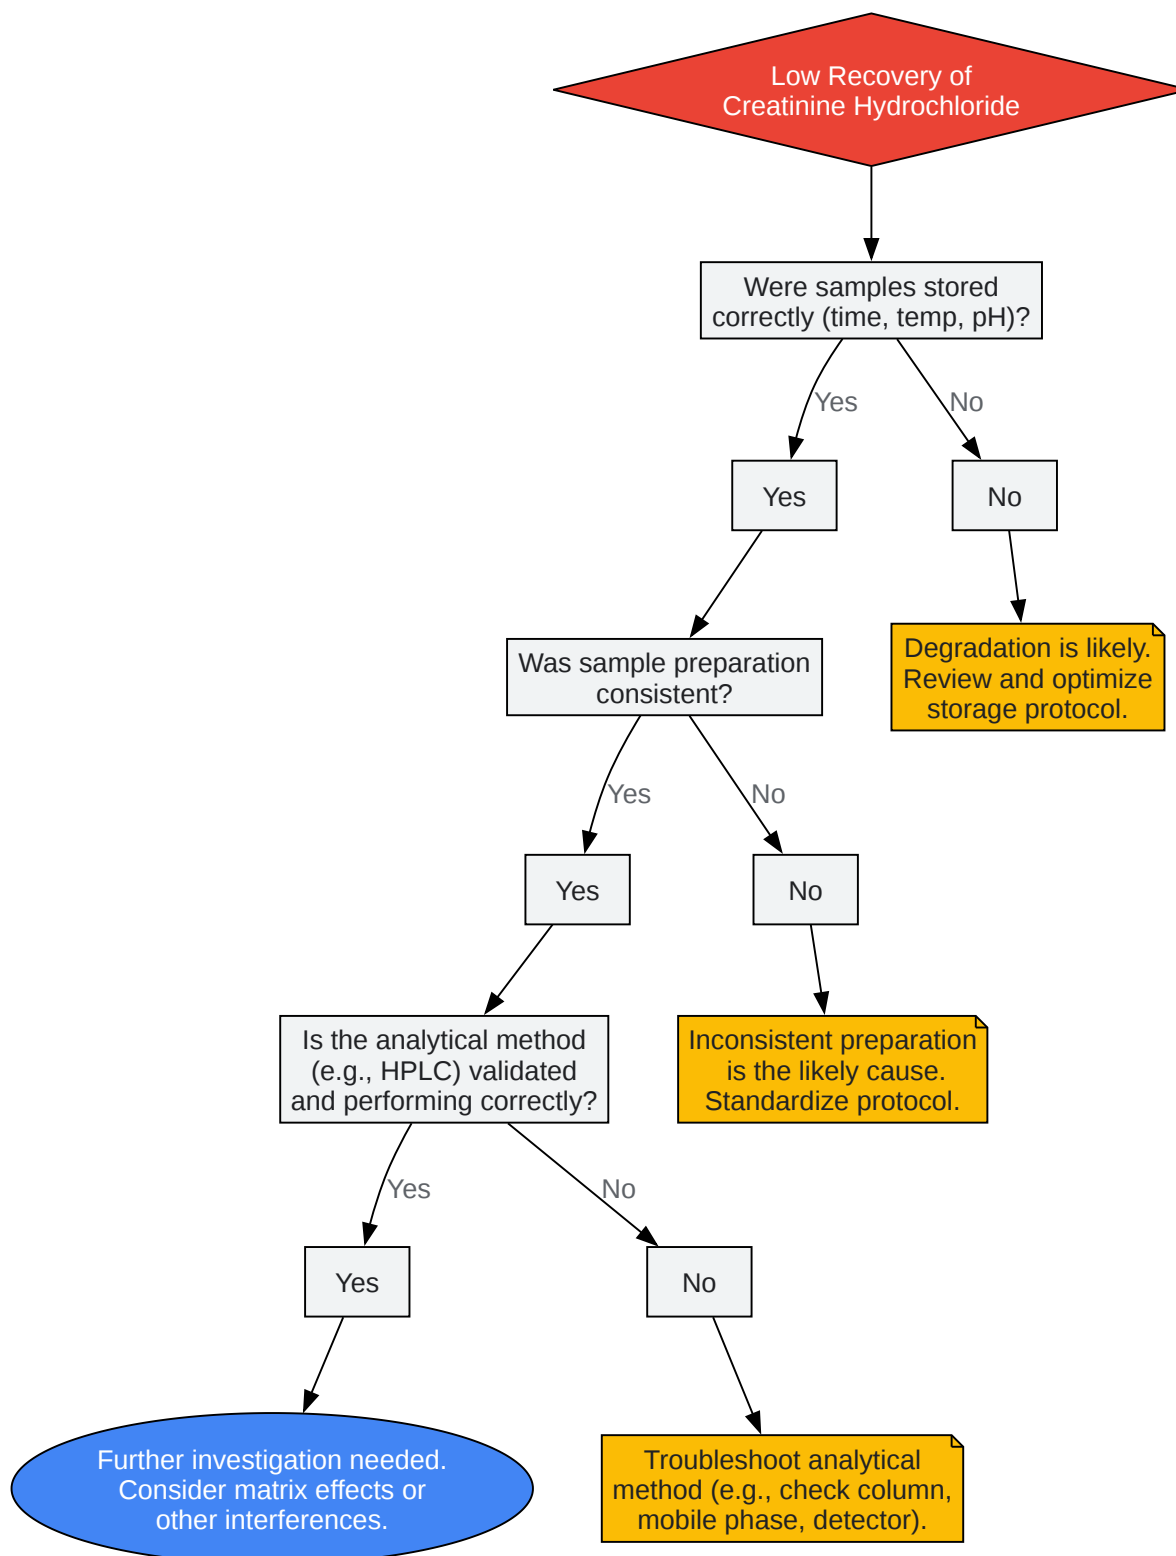 Low Recovery of
Creatinine Hydrochloride
Were samples stored
correctly (time, temp, pH)?
Yes
No
Yes
No
Was sample preparation
consistent?
Degradation is likely.
Review and optimize
storage protocol.
Yes
No
Yes
No
Is the analytical method
(e.g., HPLC) validated
and performing correctly?
Inconsistent preparation
is the likely cause.
Standardize protocol.
Yes
No
Yes
No
Further investigation needed.
Consider matrix effects or
other interferences.
Troubleshoot analytical
method (e.g., check column,
mobile phase, detector).